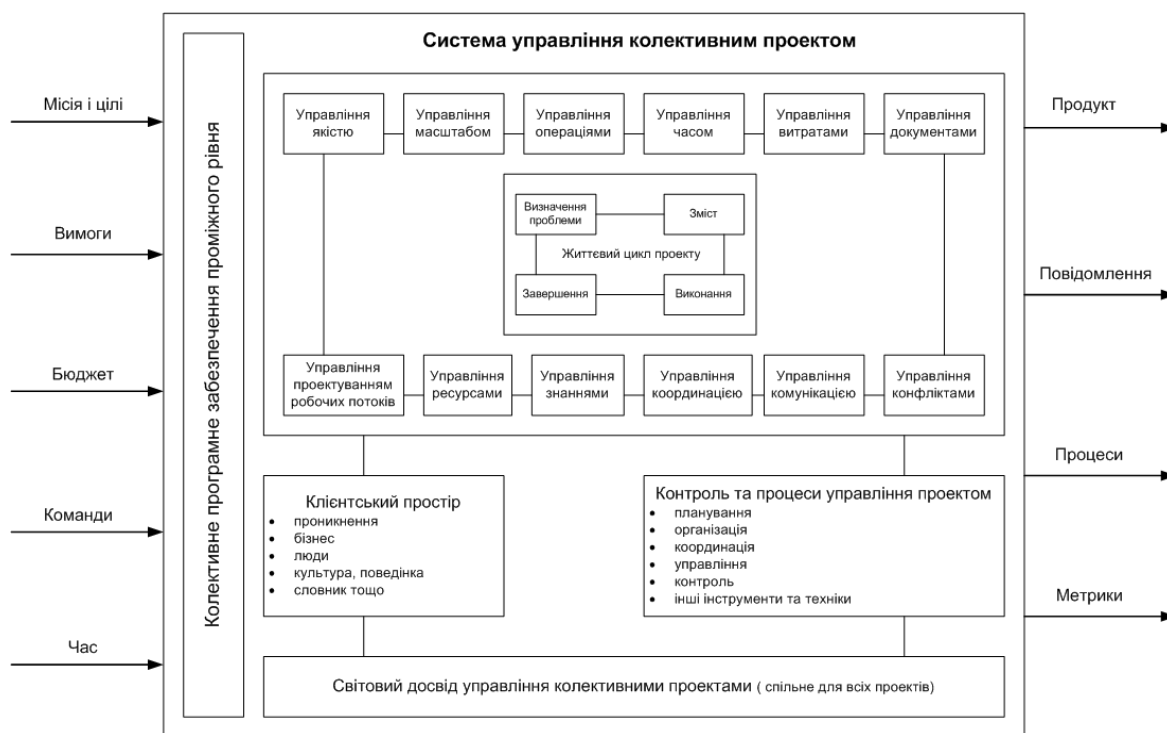 Система управління колективним проектом
Місія і цілі
Вимоги
Бюджет
Команди
Час
Колективне програмне забезпечення проміжного рівня
Управління
якістю
Управління
масштабом
Управління
операціями
Управління
часом
Управління
витратами
Управління
документами
Визначення
проблеми
Зміст
Життєвий цикл проекту
Завершення
Виконання
Управління
проектуванням
робочих потоків
Управління
ресурсами
Управління
знаннями
Управління
координацією
Управління
комунікацією
Управління
конфліктами
Клієнтський простір
• проникнення
• бізнес
• люди
• культура, поведінка
• словник тощо
Контроль та процеси управління проектом
• планування
• організація
• координація
• управління
• контроль
• інші інструменти та техніки
Світовий досвід управління колективними проектами ( спільне для всіх проектів)
Продукт
Повідомлення
Процеси
Метрики